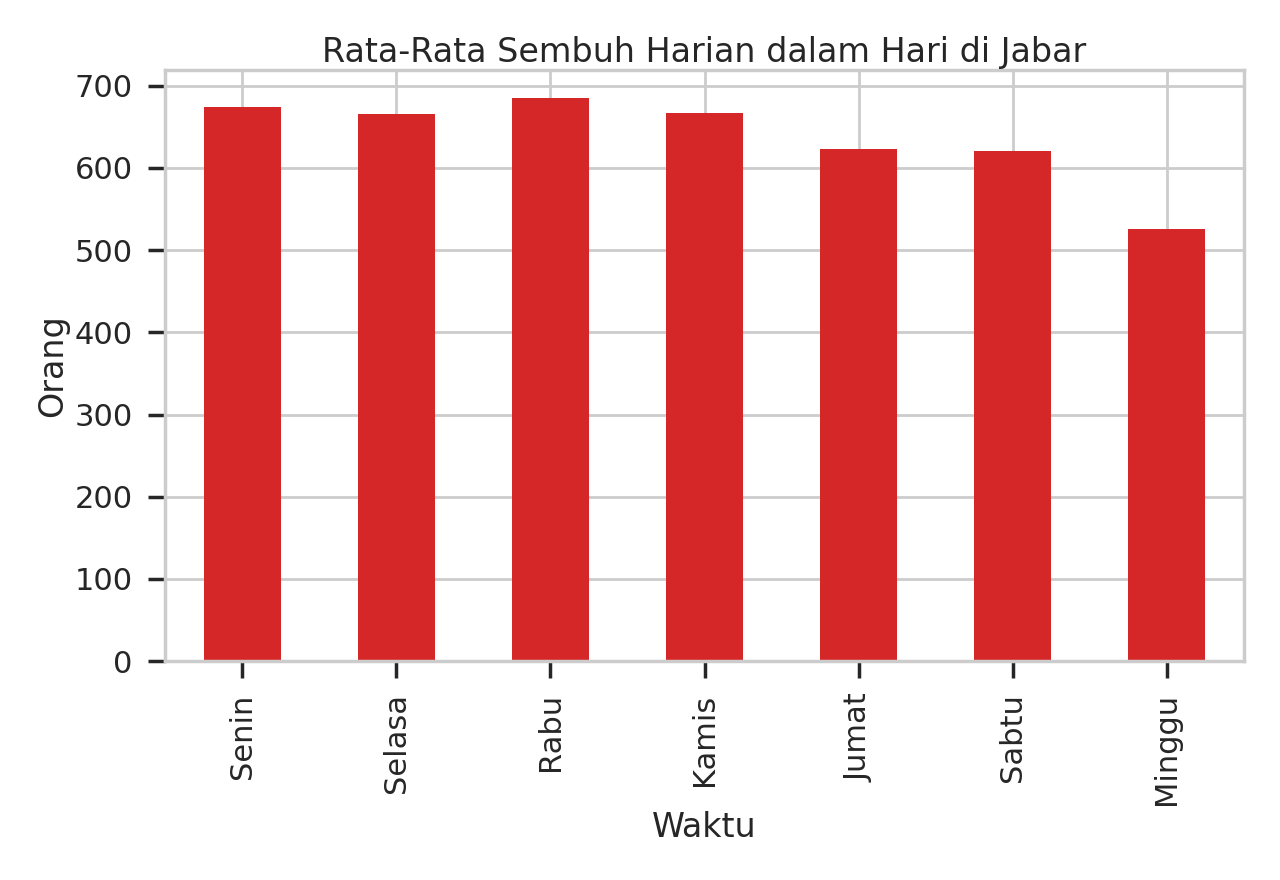 Rata-Rata Sembuh Harian dalam Hari di Jabar
Orang
700
600
500
400
300
200
100
0
Senin
Selasa
Rabu
Kamis
Jumat
Sabtu
Minggu
Waktu